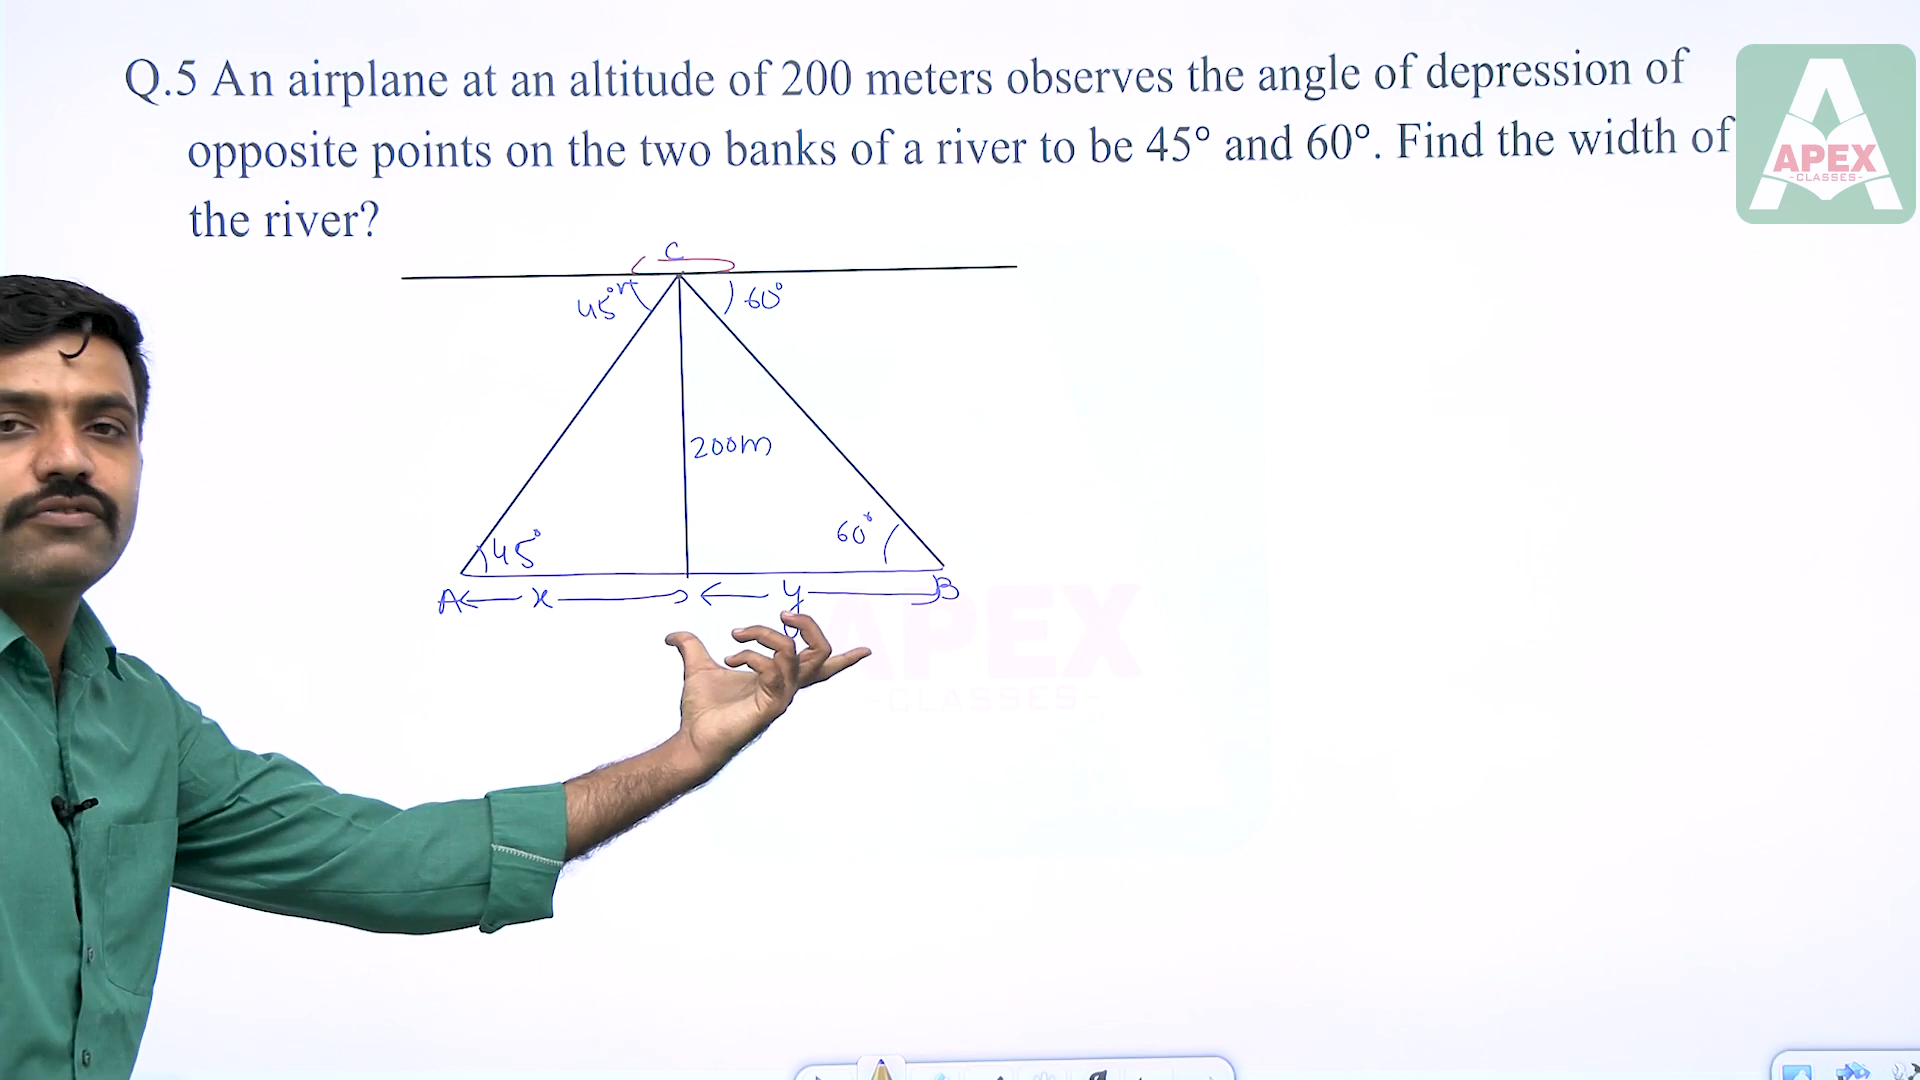 Q.5 An airplane at an altitude of 200 meters observes the angle of depression of
opposite points on the two banks of a river to be 45° and 60°. Find the width of
the river?
APEX
-CLASSES-
C
45° 60°
200m
45° 60°
A x y B
APEX
-CLASSES-